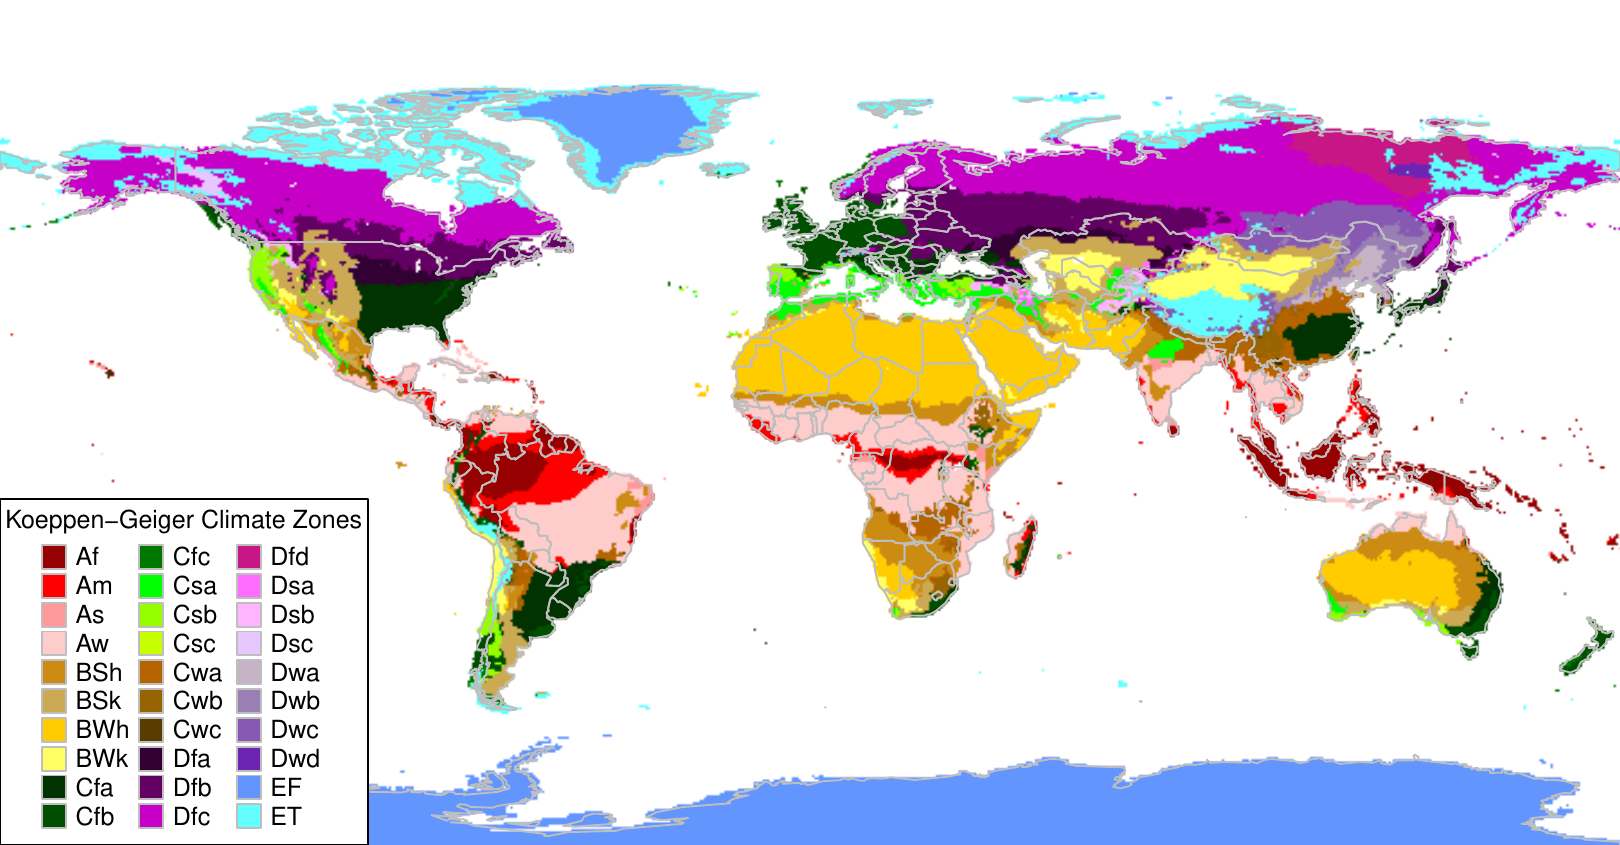 Koeppen−Geiger Climate Zones
Af Cfc Dfd
Am Csa Dsa
As Csb Dsb
Aw Csc Dsc
BSh Cwa Dwa
BSk Cwb Dwb
BWh Cwc Dwc
BWk Dfa Dwd
Cfa Dfb EF
Cfb Dfc ET